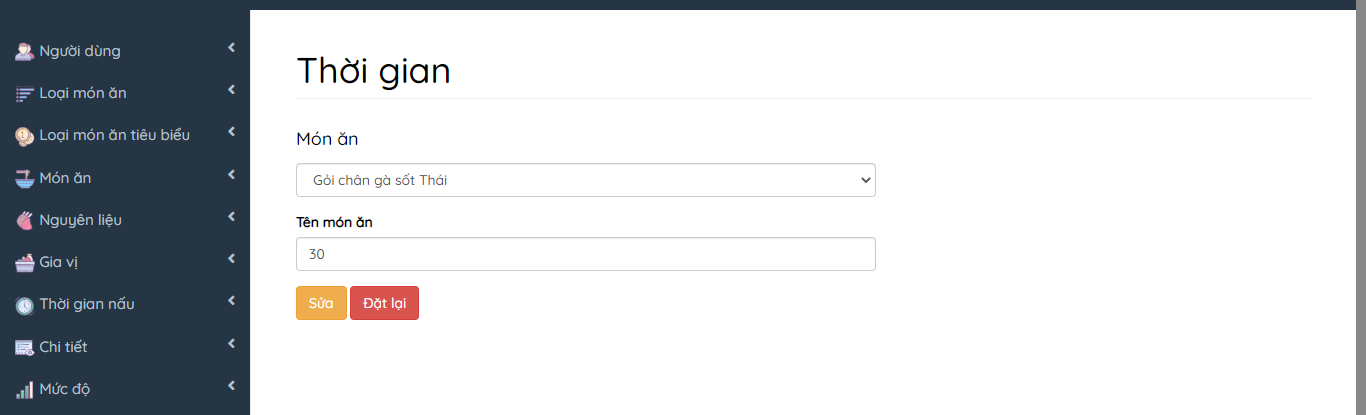 Người dùng
Loại món ăn
Loại món ăn tiêu biểu
Món ăn
Nguyên liệu
Gia vị
Thời gian nấu
Chi tiết
Mức độ
Thời gian
Món ăn
Gỏi chân gà sốt Thái
Tên món ăn
30
Sửa Đặt lại